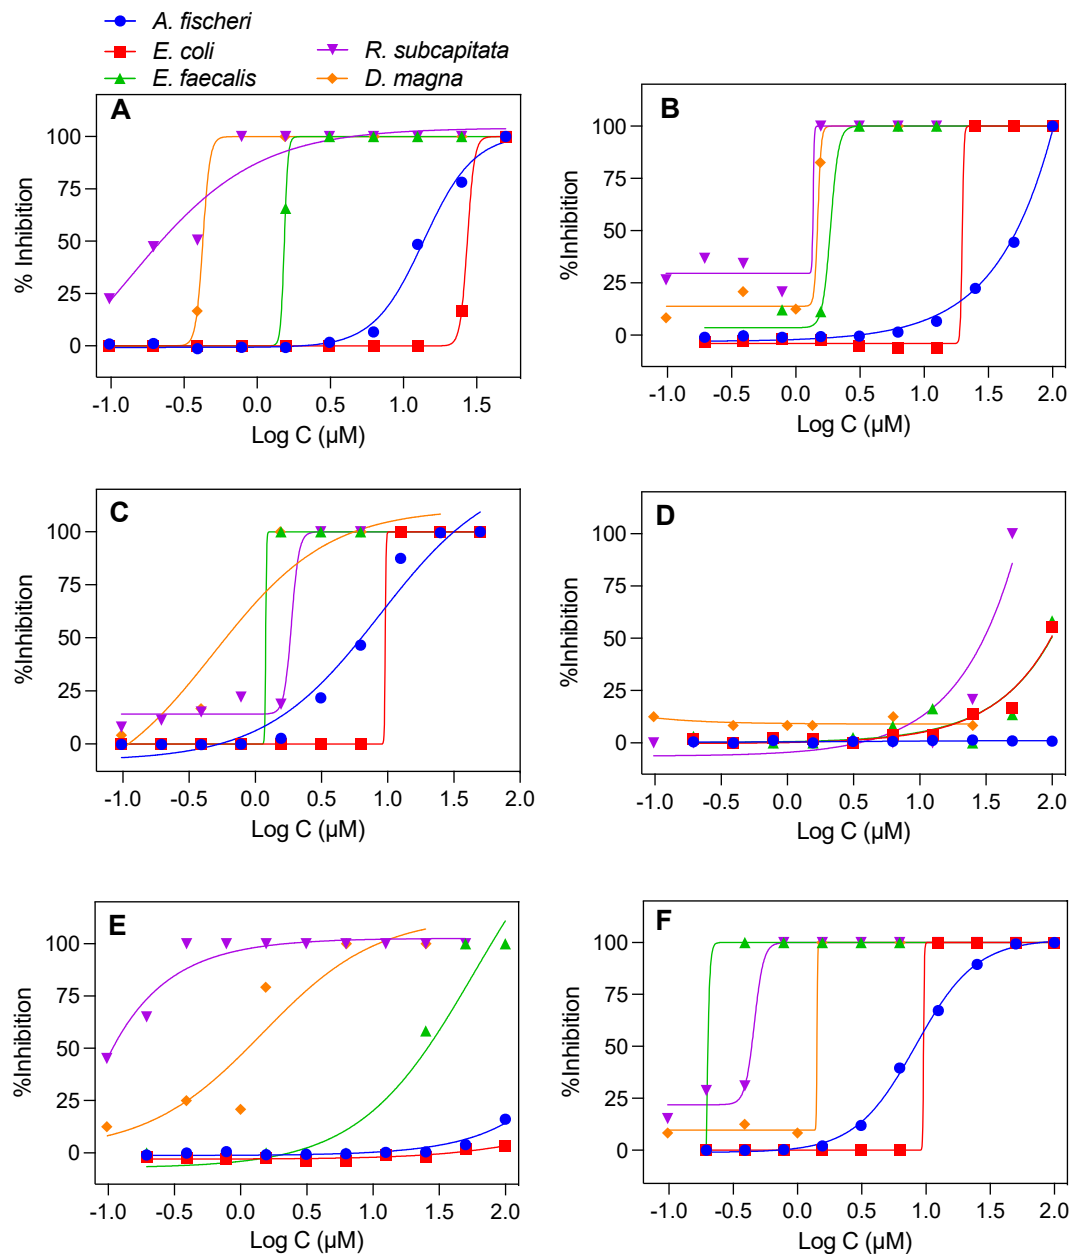 A. fischeri
E. coli
E. faecalis
R. subcapitata
D. magna
A
% Inhibition
100
75
50
25
0
-1.0 -0.5 0.0 0.5 1.0 1.5
Log C (µM)
B
%Inhibition
100
75
50
25
0
-1.0 -0.5 0.0 0.5 1.0 1.5 2.0
Log C (µM)
C
%Inhibition
100
75
50
25
0
-1.0 -0.5 0.0 0.5 1.0 1.5 2.0
Log C (µM)
D
%Inhibition
100
75
50
25
0
-1.0 -0.5 0.0 0.5 1.0 1.5 2.0
Log C (µM)
E
%Inhibition
100
75
50
25
0
-1.0 -0.5 0.0 0.5 1.0 1.5 2.0
Log C (µM)
F
%Inhibition
100
75
50
25
0
-1.0 -0.5 0.0 0.5 1.0 1.5 2.0
Log C (µM)